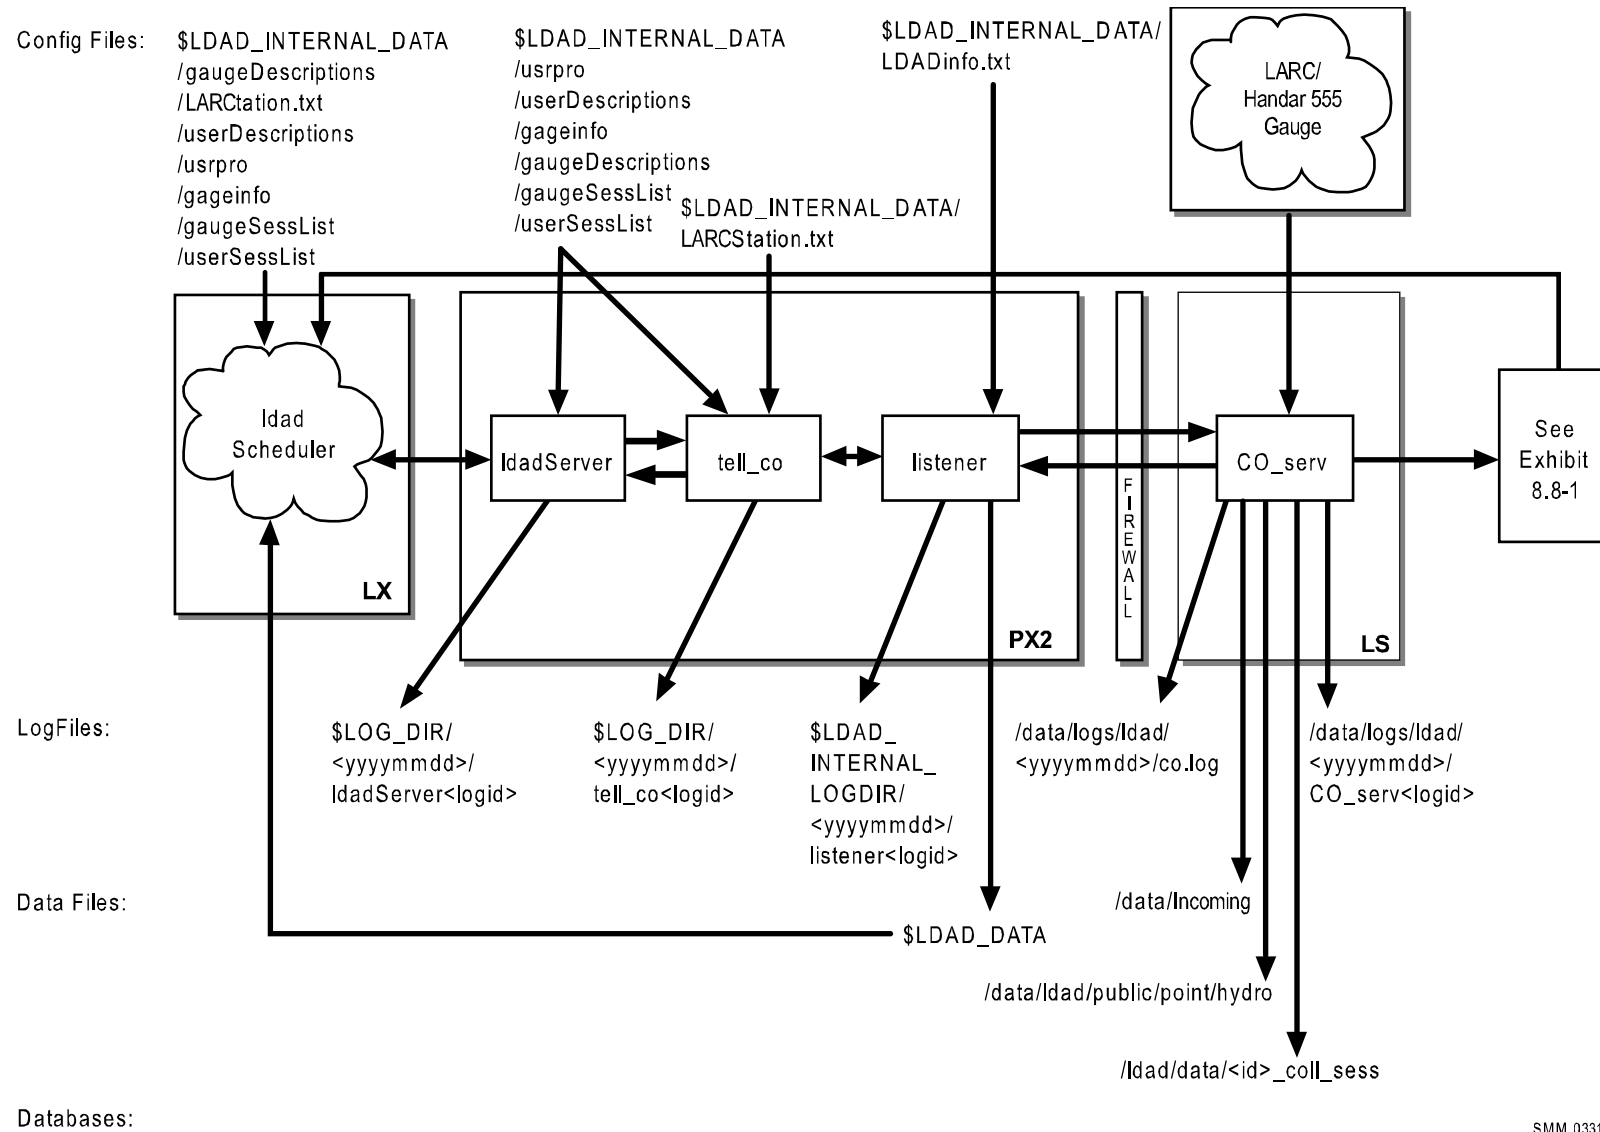 Config Files:
$LDAD_INTERNAL_DATA
/gaugeDescriptions
/LARCtation.txt
/userDescriptions
/usrpro
/gageinfo
/gaugeSessList
/userSessList
$LDAD_INTERNAL_DATA
/usrpro
/userDescriptions
/gageinfo
/gaugeDescriptions
/gaugeSessList
/userSessList
$LDAD_INTERNAL_DATA/
LARCStation.txt
$LDAD_INTERNAL_DATA/
LDADinfo.txt
LARC/
Handar 555
Gauge
ldad
Scheduler
LX
ldadServer
tell_co
listener
PX2
FIREWALL
CO_serv
LS
See
Exhibit
8.8-1
LogFiles:
$LOG_DIR/
<yyyymmdd>/
ldadServer<logid>
$LOG_DIR/
<yyyymmdd>/
tell_co<logid>
$LDAD_
INTERNAL_
LOGDIR/
<yyyymmdd>/
listener<logid>
/data/logs/ldad/
<yyyymmdd>/co.log
/data/logs/ldad/
<yyyymmdd>/
CO_serv<logid>
Data Files:
$LDAD_DATA
/data/Incoming
/data/ldad/public/point/hydro
/ldad/data/<id>_coll_sess
Databases:
SMM_0331